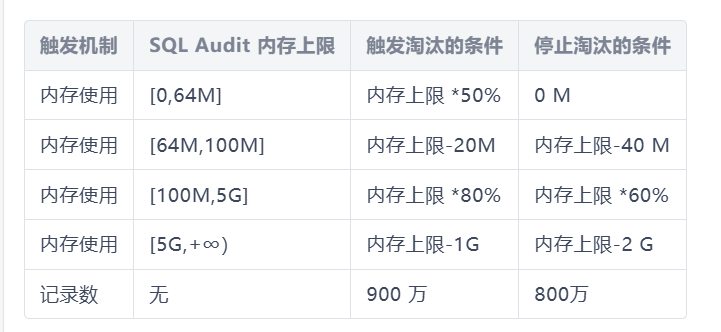 触发机制 SQL Audit 内存上限 触发淘汰的条件 停止淘汰的条件
内存使用 [0,64M] 内存上限 *50% 0 M
内存使用 [64M,100M] 内存上限-20M 内存上限-40 M
内存使用 [100M,5G] 内存上限 *80% 内存上限 *60%
内存使用 [5G,+∞) 内存上限-1G 内存上限-2 G
记录数 无 900 万 800万